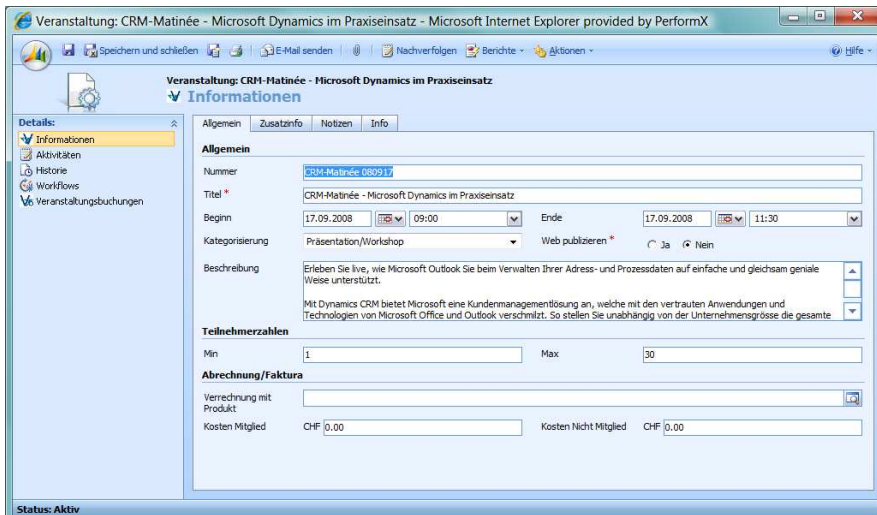 Veranstaltung: CRM-Matinée - Microsoft Dynamics im Praxiseinsatz - Microsoft Internet Explorer provided by PerformX
Speichern und schließen E-Mail senden Nachverfolgen Berichte Aktionen Hilfe
Veranstaltung: CRM-Matinée - Microsoft Dynamics im Praxiseinsatz
Informationen
Details:
Informationen
Aktivitäten
Historie
Workflows
Veranstaltungsbuchungen
Allgemein Zusatzinfo Notizen Info
Allgemein
Nummer CRM-Matinée 080917
Titel * CRM-Matinée - Microsoft Dynamics im Praxiseinsatz
Beginn 17.09.2008 09:00 Ende 17.09.2008 11:30
Kategorisierung Präsentation/Workshop Web publizieren * Ja Nein
Beschreibung Erleben Sie live, wie Microsoft Outlook Sie beim Verwalten Ihrer Adress- und Prozessdaten auf einfache und gleichsam geniale
Weise unterstützt.
Mit Dynamics CRM bietet Microsoft eine Kundenmanagementlösung an, welche mit den vertrauten Anwendungen und
Technologien von Microsoft Office und Outlook verschmilzt. So stellen Sie unabhängig von der Unternehmensgrösse die gesamte
Teilnehmerzahlen
Min 1 Max 30
Abrechnung/Faktura
Verrechnung mit
Produkt
Kosten Mitglied CHF 0.00 Kosten Nicht Mitglied CHF 0.00
Status: Aktiv